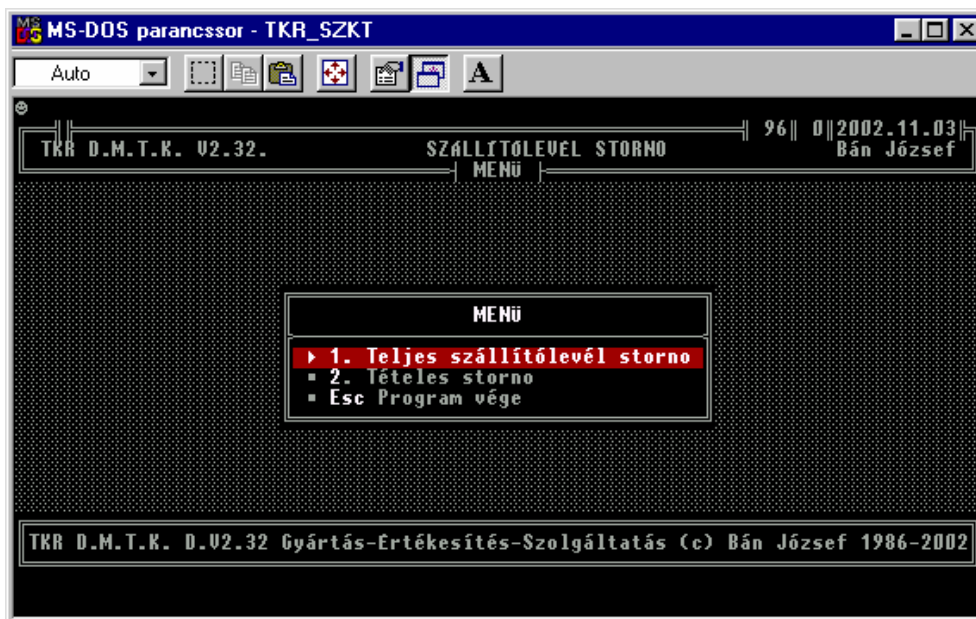 MS-DOS parancssor - TKR_SZKT
Auto
A
96 0 2002.11.03
TKR D.M.T.K. V2.32. SZÁLLÍTÓLEVÉL STORNO Bán József
MENÜ
MENÜ
1. Teljes szállítólevél storno
2. Tételes storno
Esc Program vége
TKR D.M.T.K. D.V2.32 Gyártás-Értékesítés-Szolgáltatás (c) Bán József 1986-2002